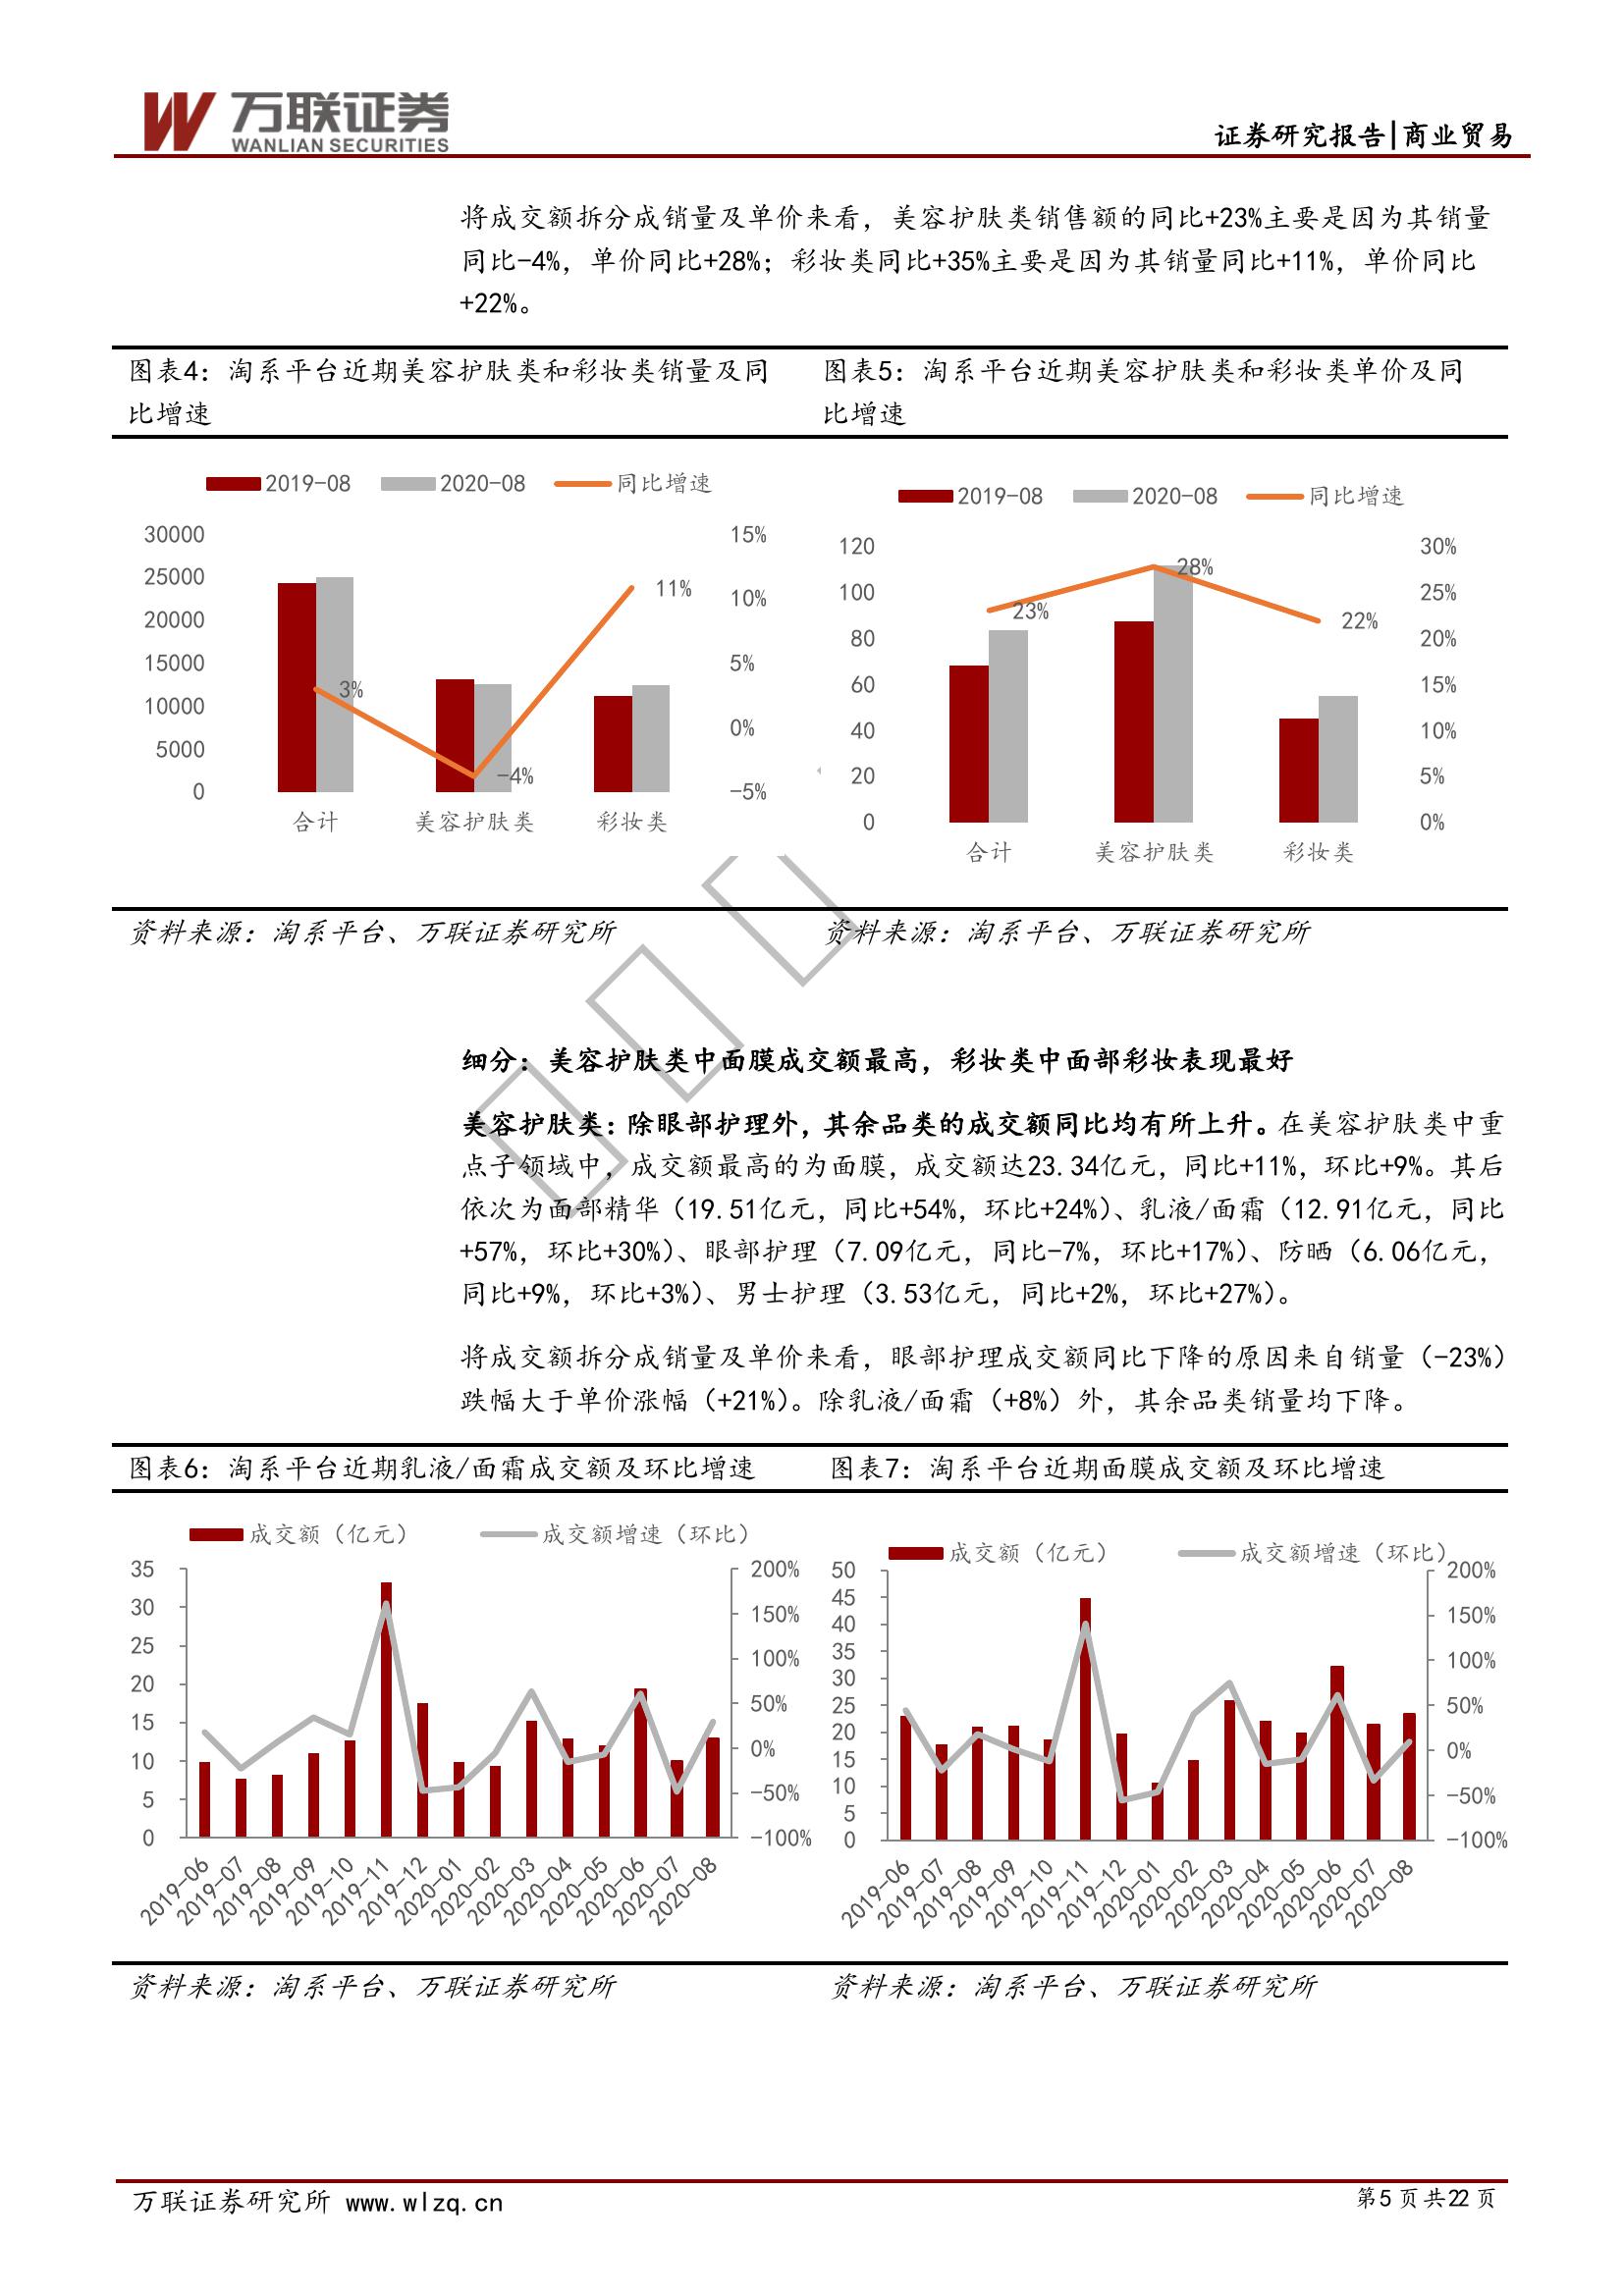 万联证券
WANLIAN SECURITIES
证券研究报告|商业贸易
将成交额拆分成销量及单价来看，美容护肤类销售额的同比+23%主要是因为其销量
同比-4%，单价同比+28%；彩妆类同比+35%主要是因为其销量同比+11%，单价同比
+22%。
图表4：淘系平台近期美容护肤类和彩妆类销量及同
比增速
2019-08 2020-08 同比增速
30000
25000
20000
15000
10000
5000
0
15%
10%
5%
0%
-5%
3%
-4%
11%
合计 美容护肤类 彩妆类
资料来源：淘系平台、万联证券研究所
图表5：淘系平台近期美容护肤类和彩妆类单价及同
比增速
2019-08 2020-08 同比增速
120
100
80
60
40
20
0
30%
25%
20%
15%
10%
5%
0%
23%
28%
22%
合计 美容护肤类 彩妆类
资料来源：淘系平台、万联证券研究所
细分：美容护肤类中面膜成交额最高，彩妆类中面部彩妆表现最好
美容护肤类：除眼部护理外，其余品类的成交额同比均有所上升。在美容护肤类中重
点子领域中，成交额最高的为面膜，成交额达23.34亿元，同比+11%，环比+9%。其后
依次为面部精华（19.51亿元，同比+54%，环比+24%）、乳液/面霜（12.91亿元，同比
+57%，环比+30%）、眼部护理（7.09亿元，同比-7%，环比+17%）、防晒（6.06亿元，
同比+9%，环比+3%）、男士护理（3.53亿元，同比+2%，环比+27%）。
将成交额拆分成销量及单价来看，眼部护理成交额同比下降的原因来自销量（-23%）
跌幅大于单价涨幅（+21%）。除乳液/面霜（+8%）外，其余品类销量均下降。
图表6：淘系平台近期乳液/面霜成交额及环比增速
成交额（亿元） 成交额增速（环比）
35
30
25
20
15
10
5
0
200%
150%
100%
50%
0%
-50%
-100%
2019-06 2019-07 2019-08 2019-09 2019-10 2019-11 2019-12 2020-01 2020-02 2020-03 2020-04 2020-05 2020-06 2020-07 2020-08
资料来源：淘系平台、万联证券研究所
图表7：淘系平台近期面膜成交额及环比增速
成交额（亿元） 成交额增速（环比）
50
45
40
35
30
25
20
15
10
5
0
200%
150%
100%
50%
0%
-50%
-100%
2019-06 2019-07 2019-08 2019-09 2019-10 2019-11 2019-12 2020-01 2020-02 2020-03 2020-04 2020-05 2020-06 2020-07 2020-08
资料来源：淘系平台、万联证券研究所
万联证券研究所 www.wlzq.cn
第5页共22页